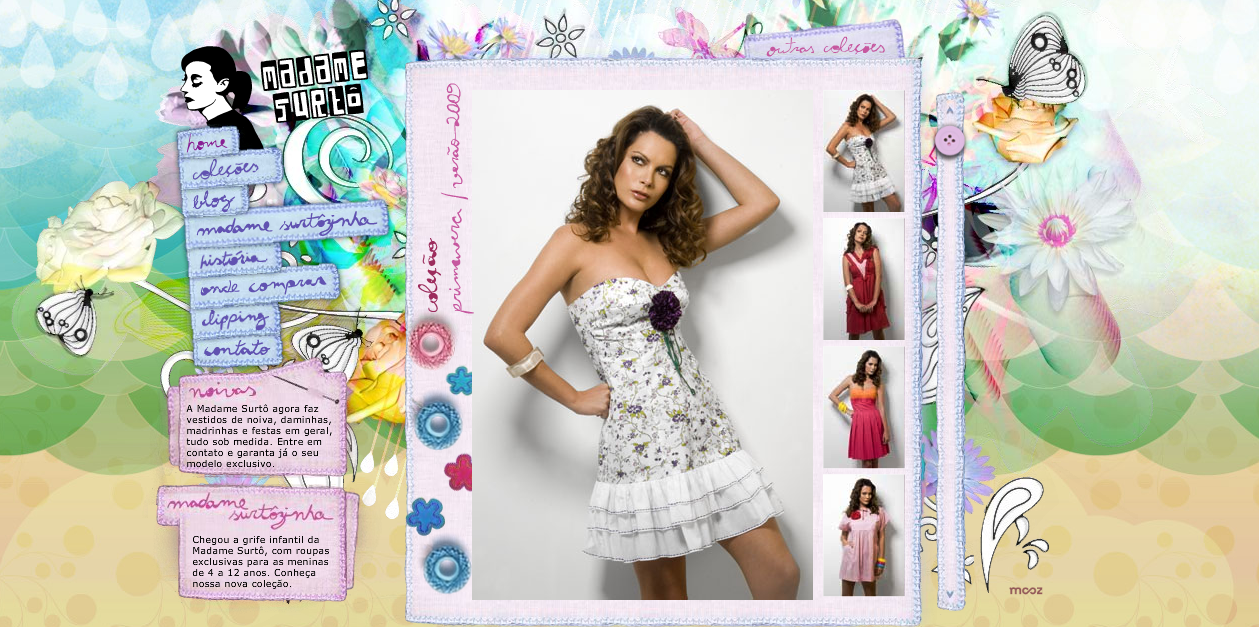 outras coleções
madame
surtô
home
coleções
blog
madame surtôzinha
história
onde comprar
clipping
contato
coleção
primavera / verão 2009
noivas
A Madame Surtô agora faz
vestidos de noiva, daminhas,
madrinhas e festas em geral,
tudo sob medida. Entre em
contato e garanta já o seu
modelo exclusivo.
madame
surtôzinha
Chegou a grife infantil da
Madame Surtô, com roupas
exclusivas para as meninas
de 4 a 12 anos. Conheça
nossa nova coleção.
mooz